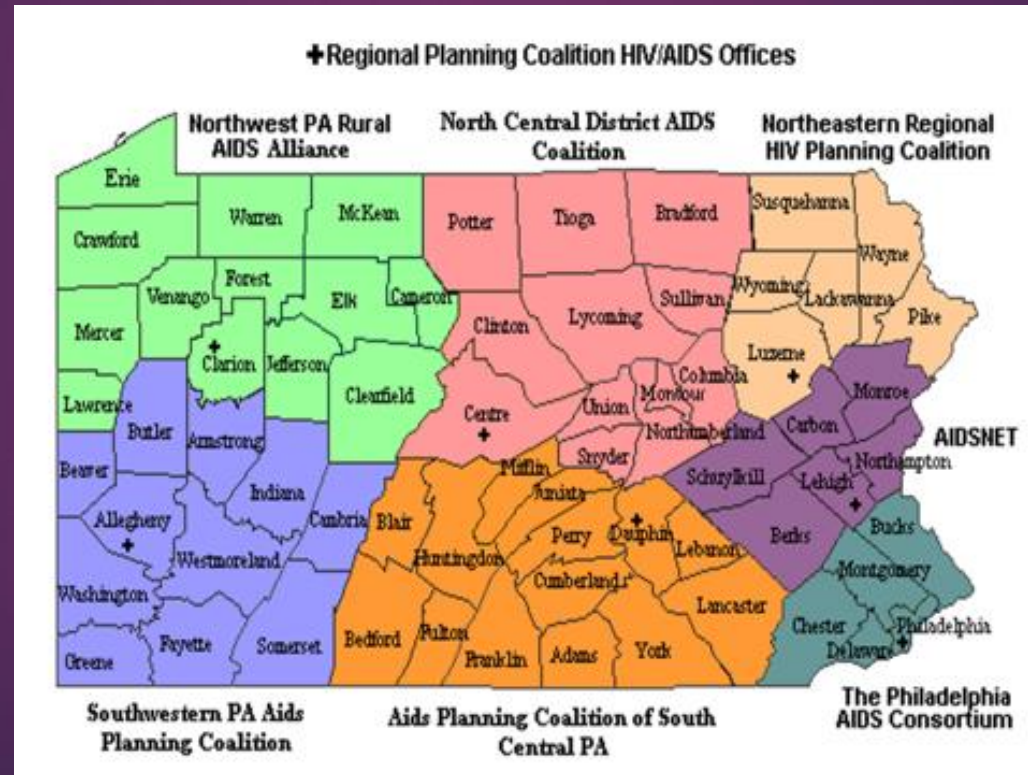 ✚Regional Planning Coalition HIV/AIDS Offices
Northwest PA Rural
AIDS Alliance
North Central District AIDS
Coalition
Northeastern Regional
HIV Planning Coalition
Erie
Warren
McKean
Potter
Tioga
Bradford
Susquehanna
Crawford
Wayne
Forest
Venango
Elk
Cameron
Sullivan
Wyoming
Lackawanna
Mercer
Clinton
Lycoming
Pike
Clarion
Jefferson
Luzerne
Columbia
Lawrence
Clearfield
Centre
Union
Montour
Monroe
Butler
Armstrong
Northumberland
Carbon
AIDSNET
Beaver
Mifflin
Snyder
Schuylkill
Northampton
Lehigh
Indiana
Juniata
Allegheny
Cambria
Blair
Perry
Dauphin
Berks
Bucks
Westmoreland
Huntingdon
Lebanon
Cumberlands
Montgomery
Washington
Lancaster
Chester
Philadelphia
Greene
Fayette
Somerset
Bedford
Fulton
Franklin
Adams
York
Delaware
Southwestern PA Aids
Planning Coalition
Aids Planning Coalition of South
Central PA
The Philadelphia
AIDS Consortium